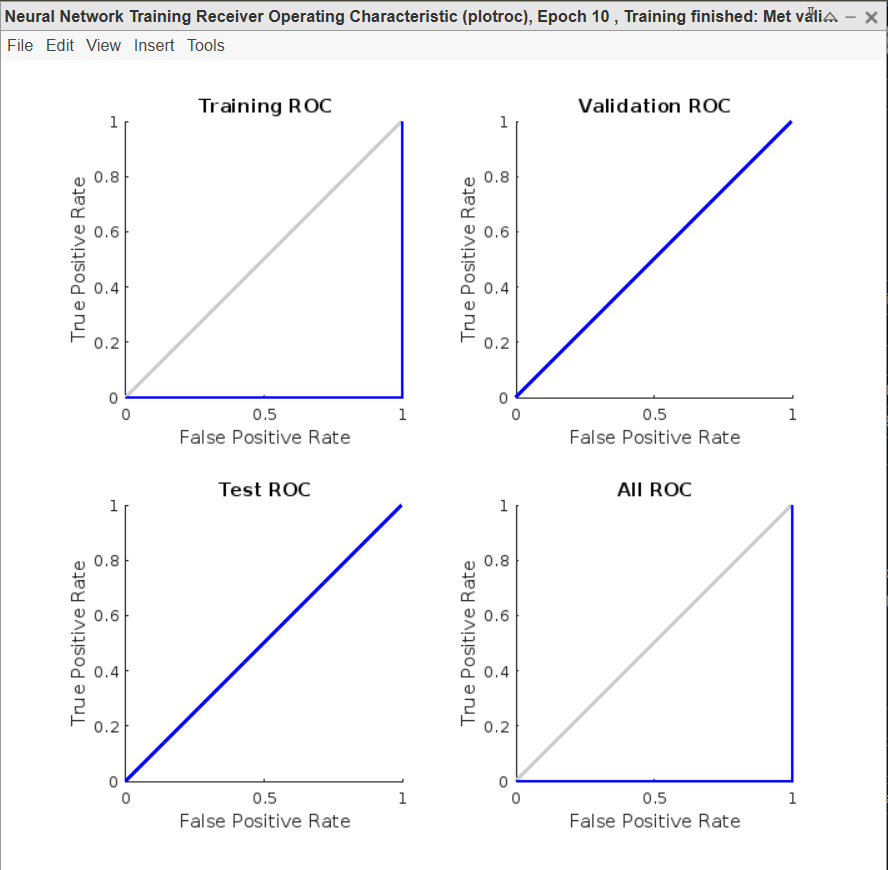 Neural Network Training Receiver Operating Characteristic (plotroc), Epoch 10 , Training finished: Met vali...
File Edit View Insert Tools
Training ROC
1
0.8
0.6
0.4
0.2
0
True Positive Rate
0 0.5 1
False Positive Rate
Validation ROC
1
0.8
0.6
0.4
0.2
0
True Positive Rate
0 0.5 1
False Positive Rate
Test ROC
1
0.8
0.6
0.4
0.2
0
True Positive Rate
0 0.5 1
False Positive Rate
All ROC
1
0.8
0.6
0.4
0.2
0
True Positive Rate
0 0.5 1
False Positive Rate